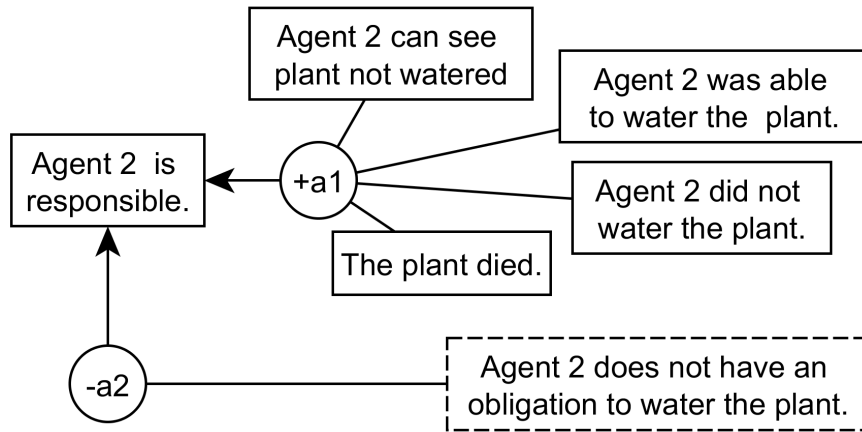 Agent 2 can see
plant not watered
Agent 2 was able
to water the plant.
Agent 2 is
responsible.
+a1
Agent 2 did not
water the plant.
The plant died.
-a2
Agent 2 does not have an
obligation to water the plant.